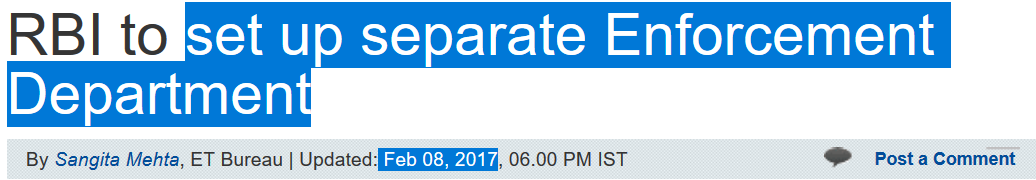 RBI to set up separate Enforcement
Department
By Sangita Mehta, ET Bureau | Updated: Feb 08, 2017, 06.00 PM IST Post a Comment